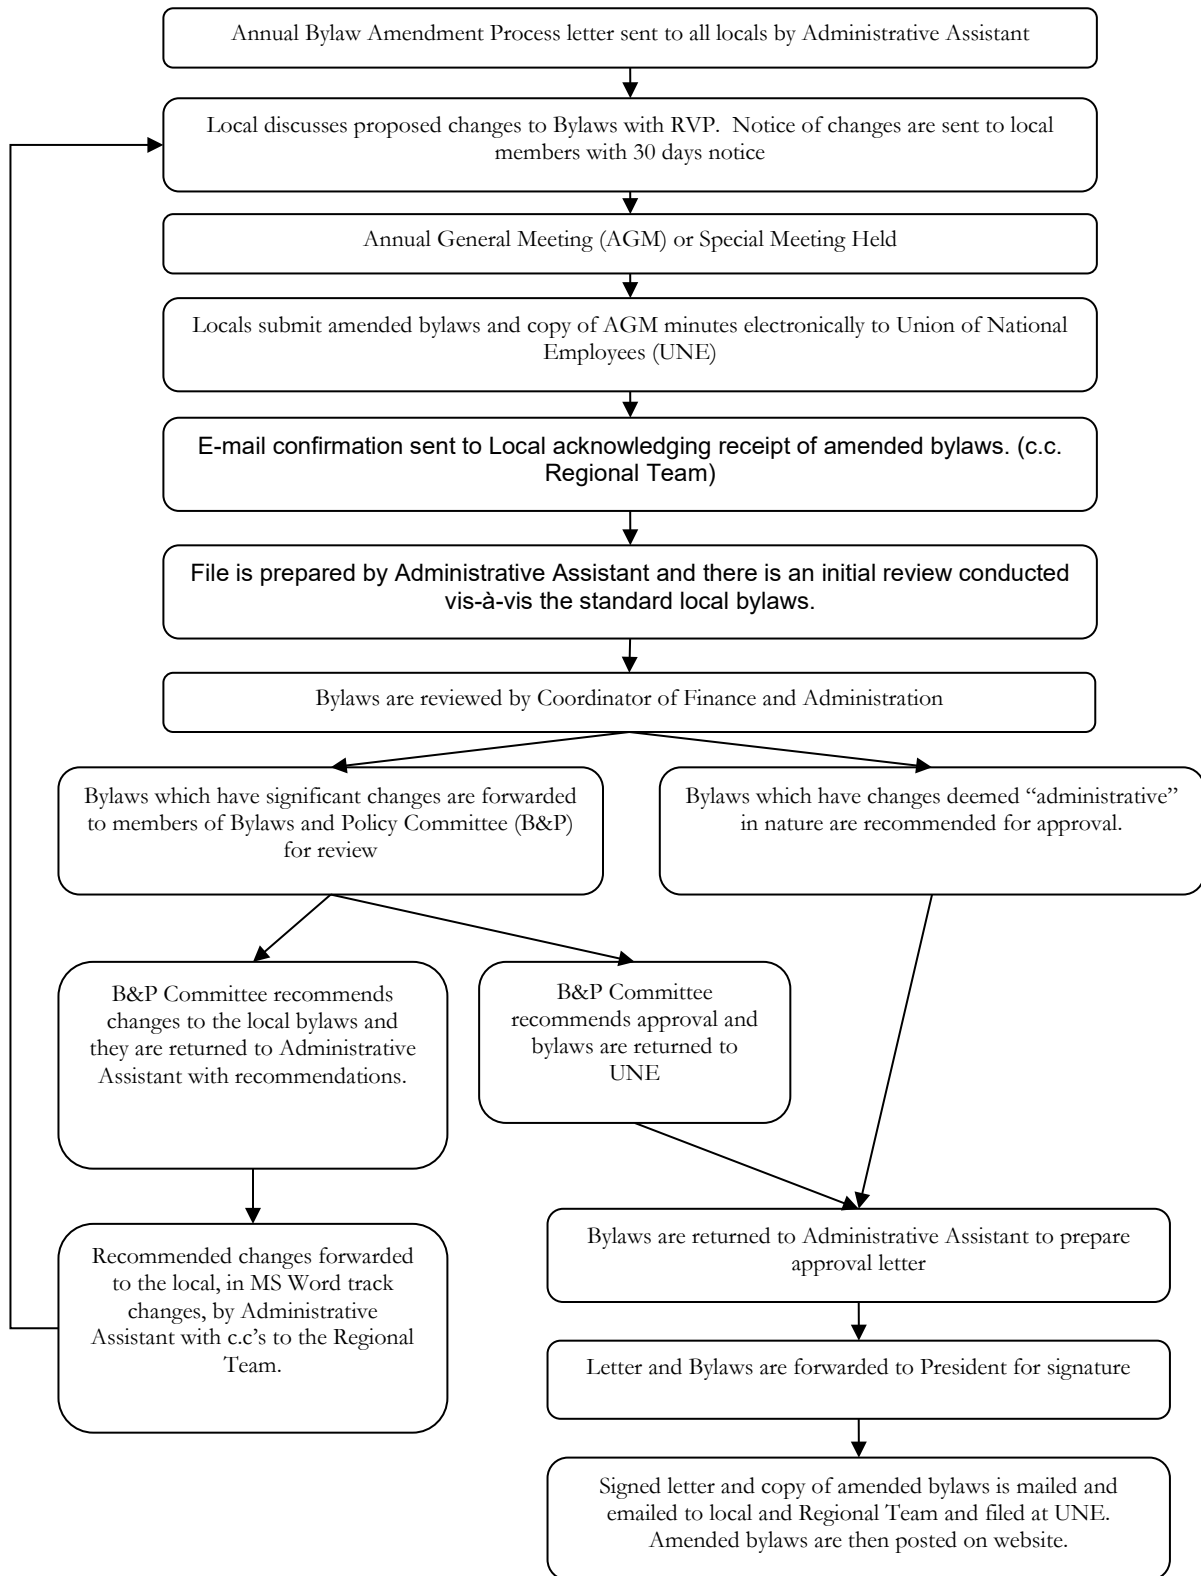 Annual Bylaw Amendment Process letter sent to all locals by Administrative Assistant
Local discusses proposed changes to Bylaws with RVP.  Notice of changes are sent to local
members with 30 days notice
Annual General Meeting (AGM) or Special Meeting Held
Locals submit amended bylaws and copy of AGM minutes electronically to Union of National
Employees (UNE)
E-mail confirmation sent to Local acknowledging receipt of amended bylaws. (c.c.
Regional Team)
File is prepared by Administrative Assistant and there is an initial review conducted
vis-à-vis the standard local bylaws.
Bylaws are reviewed by Coordinator of Finance and Administration
Bylaws which have significant changes are forwarded
to members of Bylaws and Policy Committee (B&P)
for review
Bylaws which have changes deemed “administrative”
in nature are recommended for approval.
B&P Committee recommends
changes to the local bylaws and
they are returned to Administrative
Assistant with recommendations.
B&P Committee
recommends approval and
bylaws are returned to
UNE
Recommended changes forwarded
to the local, in MS Word track
changes, by Administrative
Assistant with c.c’s to the Regional
Team.
Bylaws are returned to Administrative Assistant to prepare
approval letter
Letter and Bylaws are forwarded to President for signature
Signed letter and copy of amended bylaws is mailed and
emailed to local and Regional Team and filed at UNE.
Amended bylaws are then posted on website.